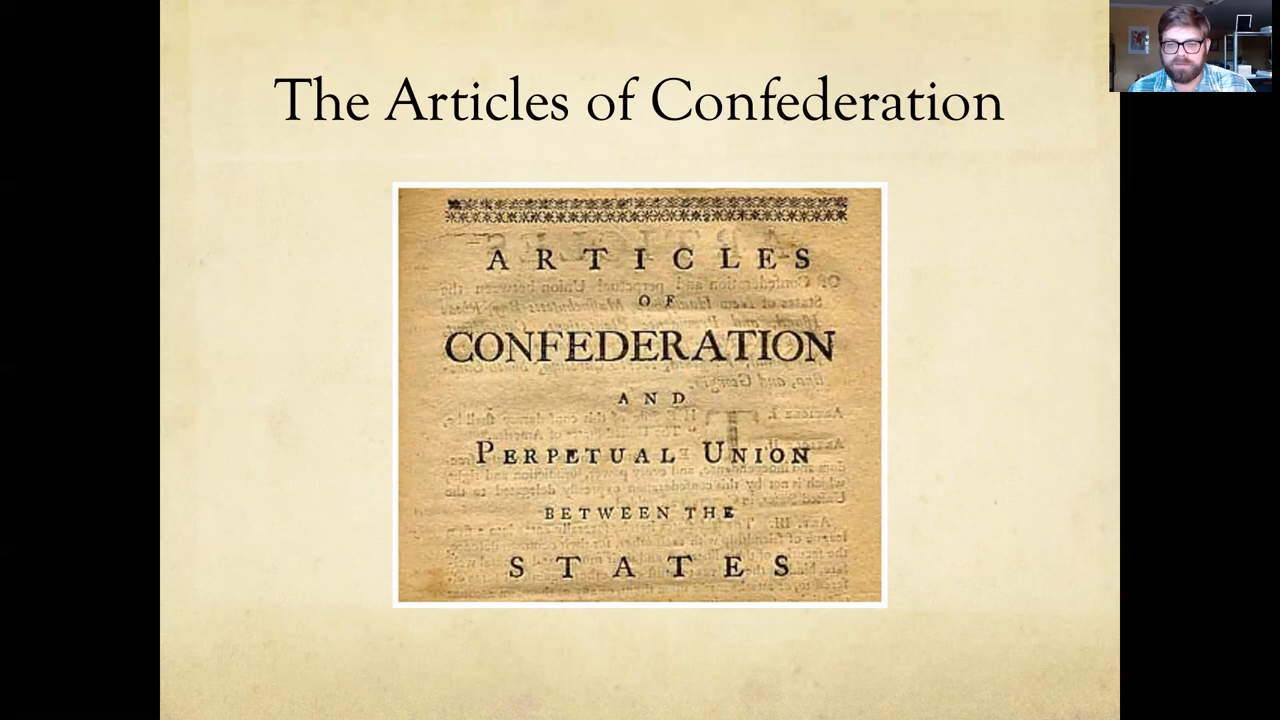 The Articles of Confederation
ARTICLES
OF
CONFEDERATION
AND
PERPETUAL UNION
BETWEEN THE
STATES